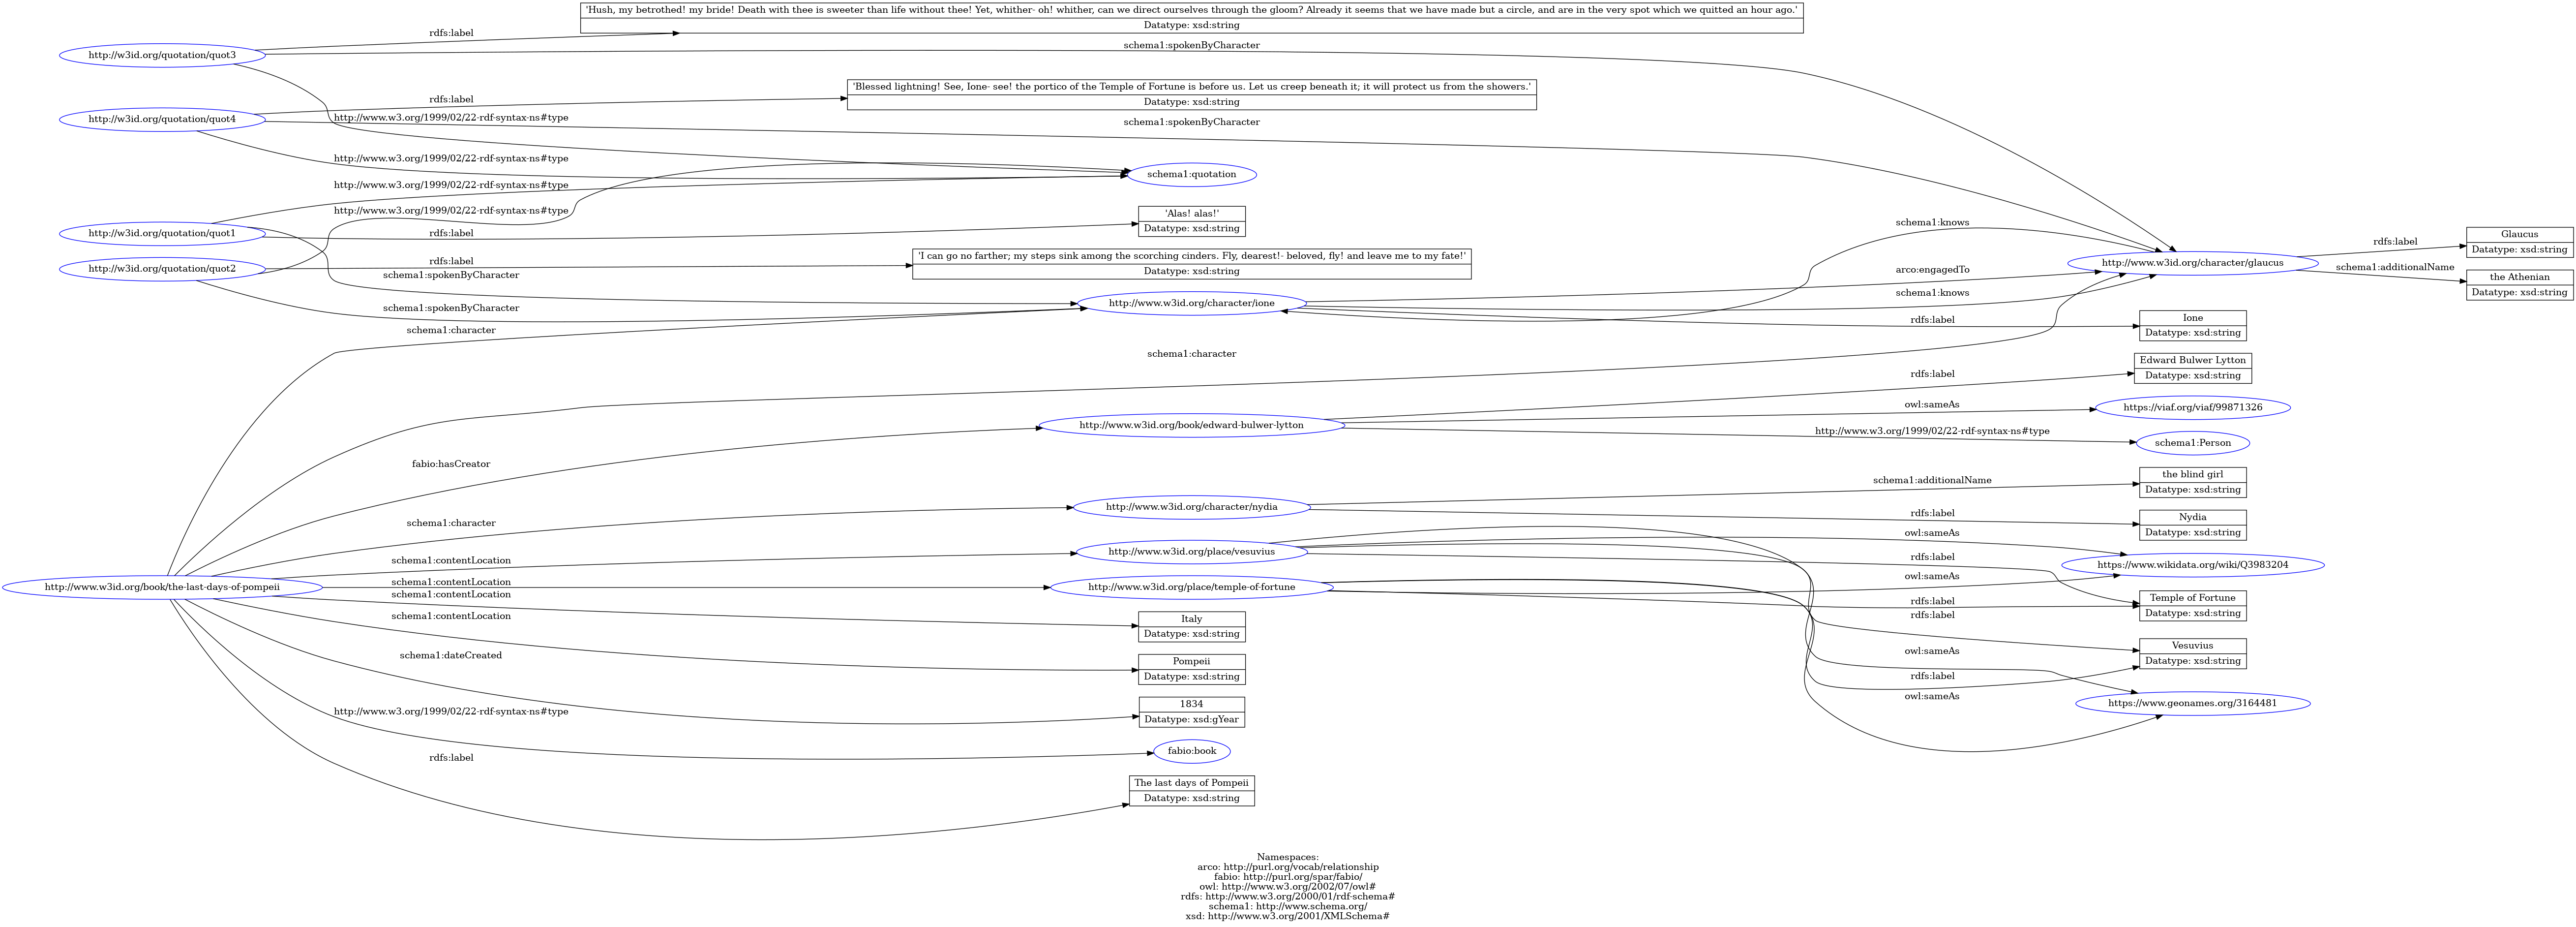 'Hush, my betrothed! my bride! Death with thee is sweeter than life without thee! Yet, whither- oh! whither, can we direct ourselves through the gloom? Already it seems that we have made but a circle, and are in the very spot which we quitted an hour ago.'
Datatype: xsd:string
rdfs:label
schema1:spokenByCharacter
http://w3id.org/quotation/quot3
'Blessed lightning! See, Ione- see! the portico of the Temple of Fortune is before us. Let us creep beneath it; it will protect us from the showers.'
Datatype: xsd:string
rdfs:label
http://w3id.org/quotation/quot4
http://www.w3.org/1999/02/22-rdf-syntax-ns#type
schema1:spokenByCharacter
http://www.w3.org/1999/02/22-rdf-syntax-ns#type
schema1:quotation
http://www.w3.org/1999/02/22-rdf-syntax-ns#type
http://www.w3.org/1999/02/22-rdf-syntax-ns#type
'Alas! alas!'
Datatype: xsd:string
http://w3id.org/quotation/quot1
rdfs:label
schema1:knows
Glaucus
Datatype: xsd:string
rdfs:label
http://w3id.org/quotation/quot2
rdfs:label
'I can go no farther; my steps sink among the scorching cinders. Fly, dearest!- beloved, fly! and leave me to my fate!'
Datatype: xsd:string
http://www.w3id.org/character/glaucus
schema1:additionalName
the Athenian
Datatype: xsd:string
schema1:spokenByCharacter
arco:engagedTo
schema1:knows
http://www.w3id.org/character/ione
schema1:spokenByCharacter
rdfs:label
Ione
Datatype: xsd:string
schema1:character
schema1:character
Edward Bulwer Lytton
Datatype: xsd:string
rdfs:label
owl:sameAs
https://viaf.org/viaf/99871326
http://www.w3id.org/book/edward-bulwer-lytton
http://www.w3.org/1999/02/22-rdf-syntax-ns#type
schema1:Person
fabio:hasCreator
the blind girl
Datatype: xsd:string
schema1:additionalName
http://www.w3id.org/character/nydia
schema1:character
rdfs:label
Nydia
Datatype: xsd:string
owl:sameAs
schema1:contentLocation
http://www.w3id.org/place/vesuvius
rdfs:label
https://www.wikidata.org/wiki/Q3983204
owl:sameAs
http://www.w3id.org/book/the-last-days-of-pompeii
schema1:contentLocation
http://www.w3id.org/place/temple-of-fortune
schema1:contentLocation
rdfs:label
Temple of Fortune
Datatype: xsd:string
schema1:contentLocation
rdfs:label
Italy
Datatype: xsd:string
Vesuvius
Datatype: xsd:string
owl:sameAs
schema1:dateCreated
Pompeii
Datatype: xsd:string
rdfs:label
owl:sameAs
https://www.geonames.org/3164481
http://www.w3.org/1999/02/22-rdf-syntax-ns#type
1834
Datatype: xsd:gYear
fabio:book
rdfs:label
The last days of Pompeii
Datatype: xsd:string
Namespaces:
arco: http://purl.org/vocab/relationship
fabio: http://purl.org/spar/fabio/
owl: http://www.w3.org/2002/07/owl#
rdfs: http://www.w3.org/2000/01/rdf-schema#
schema1: http://www.schema.org/
xsd: http://www.w3.org/2001/XMLSchema#